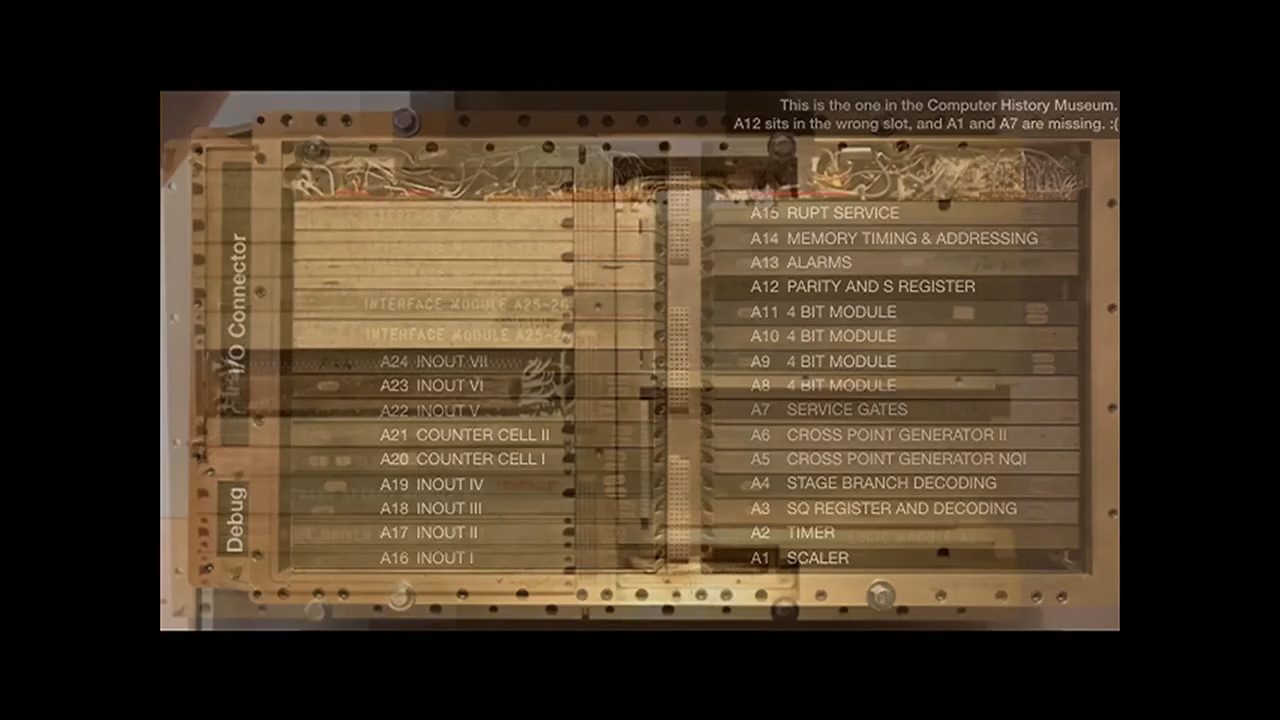 This is the one in the Computer History Museum.
A12 sits in the wrong slot, and A1 and A7 are missing. :(
I/O Connector
Debug
INTERFACE MODULE A25-26
INTERFACE MODULE A25-2
A24 INOUT VII
A23 INOUT VI
A22 INOUT V
A21 COUNTER CELL II
A20 COUNTER CELL I
A19 INOUT IV
A18 INOUT III
A17 INOUT II
A16 INOUT I
A15 RUPT SERVICE
A14 MEMORY TIMING & ADDRESSING
A13 ALARMS
A12 PARITY AND S REGISTER
A11 4 BIT MODULE
A10 4 BIT MODULE
A9 4 BIT MODULE
A8 4 BIT MODULE
A7 SERVICE GATES
A6 CROSS POINT GENERATOR II
A5 CROSS POINT GENERATOR NQI
A4 STAGE BRANCH DECODING
A3 SQ REGISTER AND DECODING
A2 TIMER
LOGIC MODULE
A1 SCALER